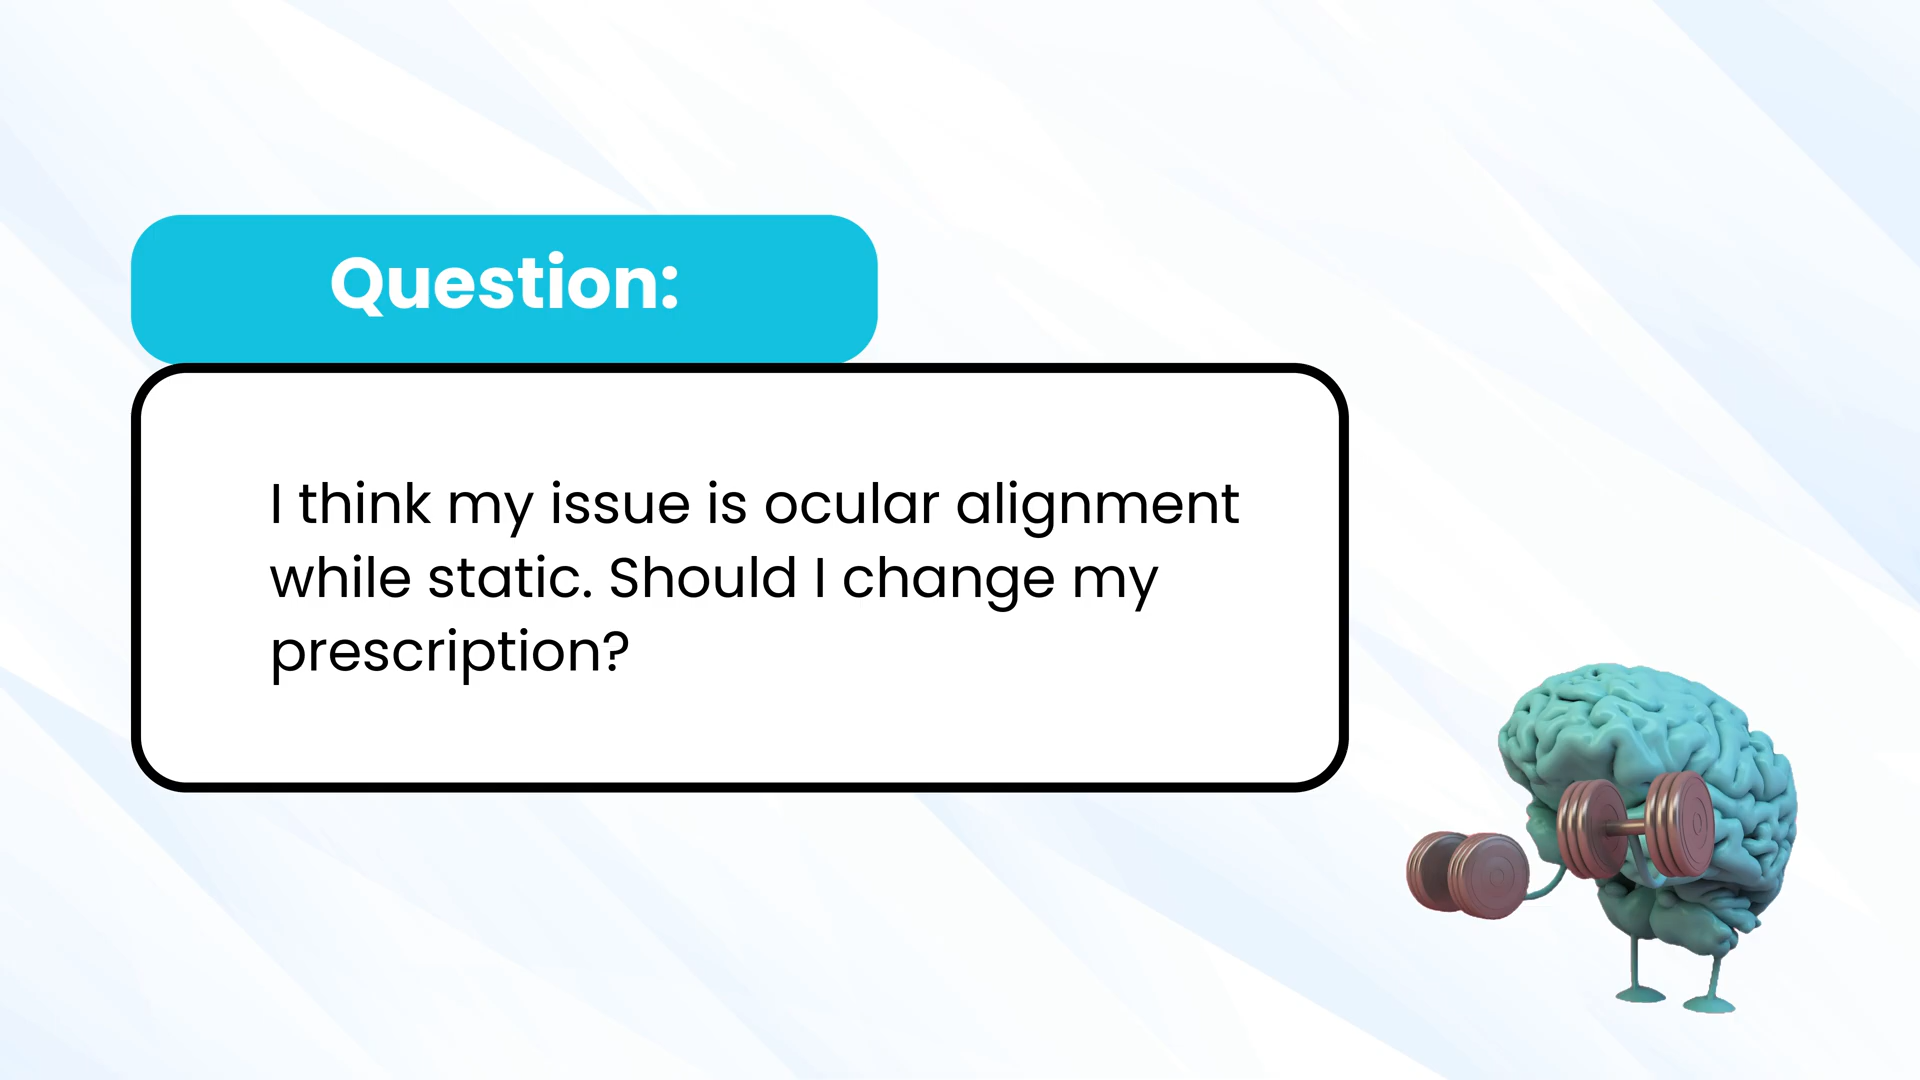 Question:
I think my issue is ocular alignment
while static. Should I change my
prescription?